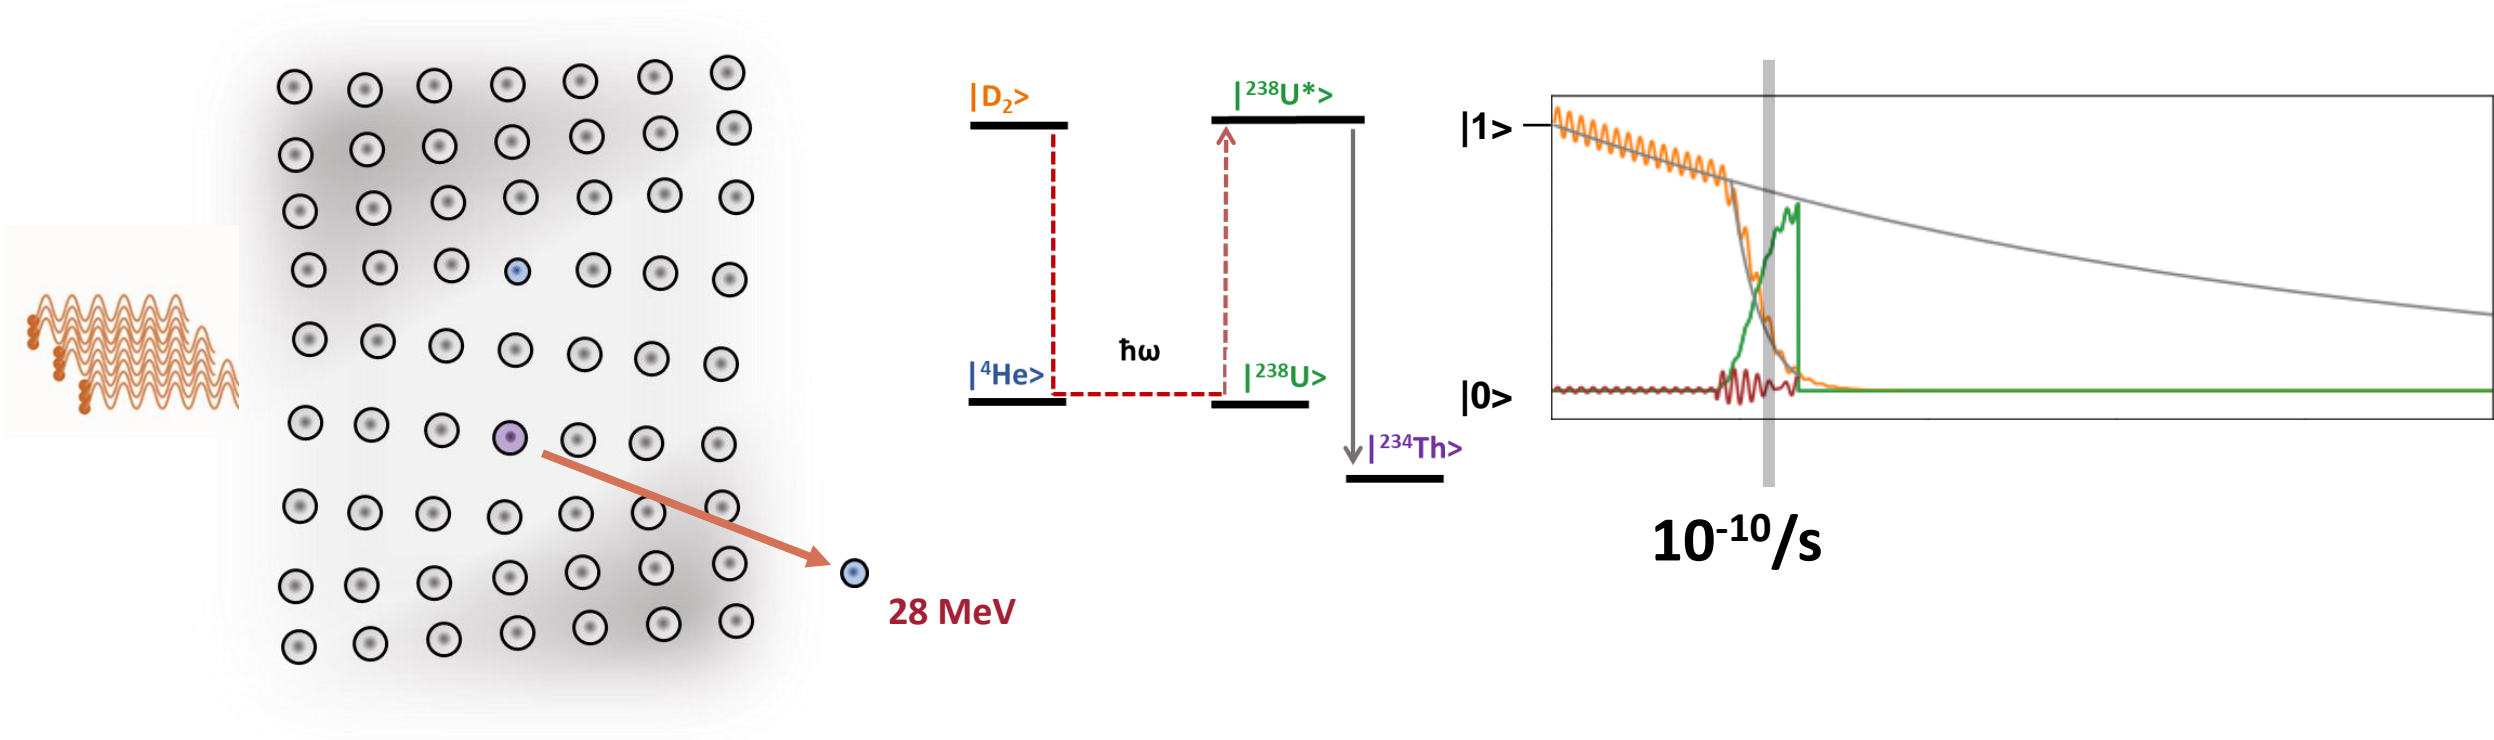 |D₂>
|²³⁸U*>
|⁴He>
ħω
|²³⁸U>
|²³⁴Th>
|1>
|0>
10⁻¹⁰/s
28 MeV